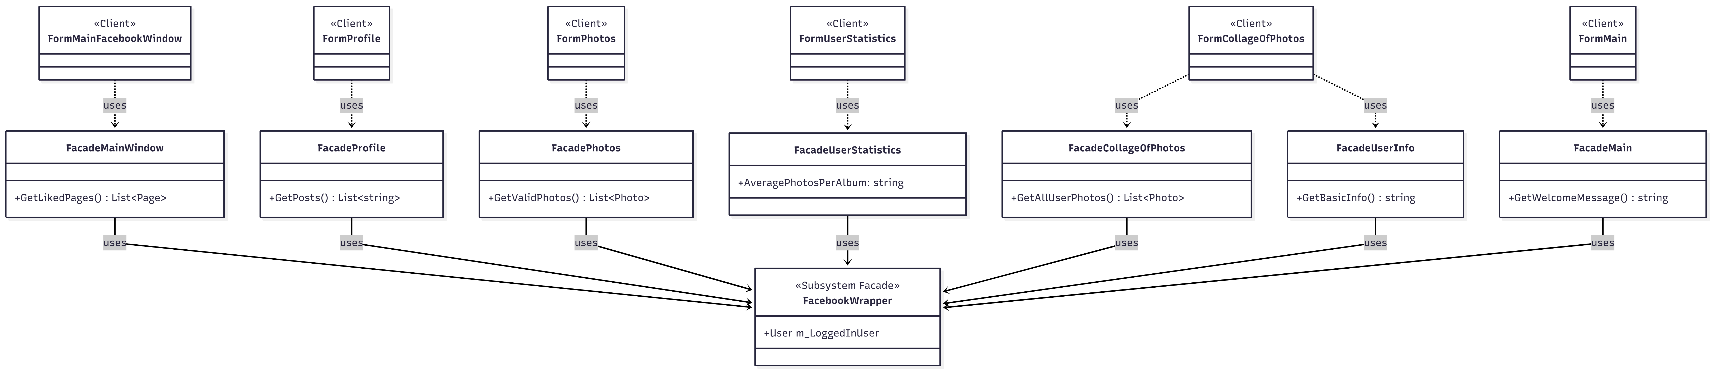 «Client»
FormMainFacebookWindow
«Client»
FormProfile
«Client»
FormPhotos
«Client»
FormUserStatistics
«Client»
FormCollageOfPhotos
«Client»
FormMain
uses
uses
uses
uses
uses
uses
uses
FacadeMainWindow
+GetLikedPages() : List<Page>
FacadeProfile
+GetPosts() : List<string>
FacadePhotos
+GetValidPhotos() : List<Photo>
FacadeUserStatistics
+AveragePhotosPerAlbum: string
FacadeCollageOfPhotos
+GetAllUserPhotos() : List<Photo>
FacadeUserInfo
+GetBasicInfo() : string
FacadeMain
+GetWelcomeMessage() : string
uses
uses
uses
uses
uses
uses
uses
«Subsystem Facade»
FacebookWrapper
+User m_LoggedInUser